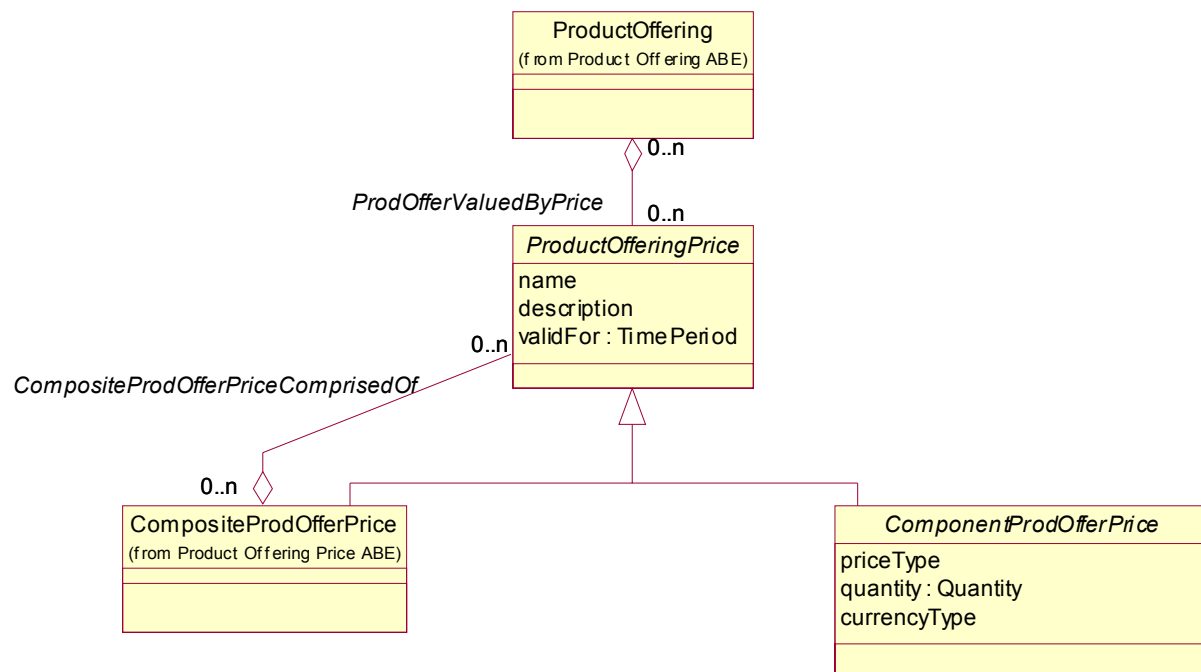 ProductOffering
(from Product Offering ABE)
0..n
ProdOfferValuedByPrice
0..n
ProductOfferingPrice
name
description
validFor : TimePeriod
0..n
CompositeProdOfferPriceComprisedOf
0..n
CompositeProdOfferPrice
(from Product Offering Price ABE)
ComponentProdOfferPrice
priceType
quantity : Quantity
currencyType